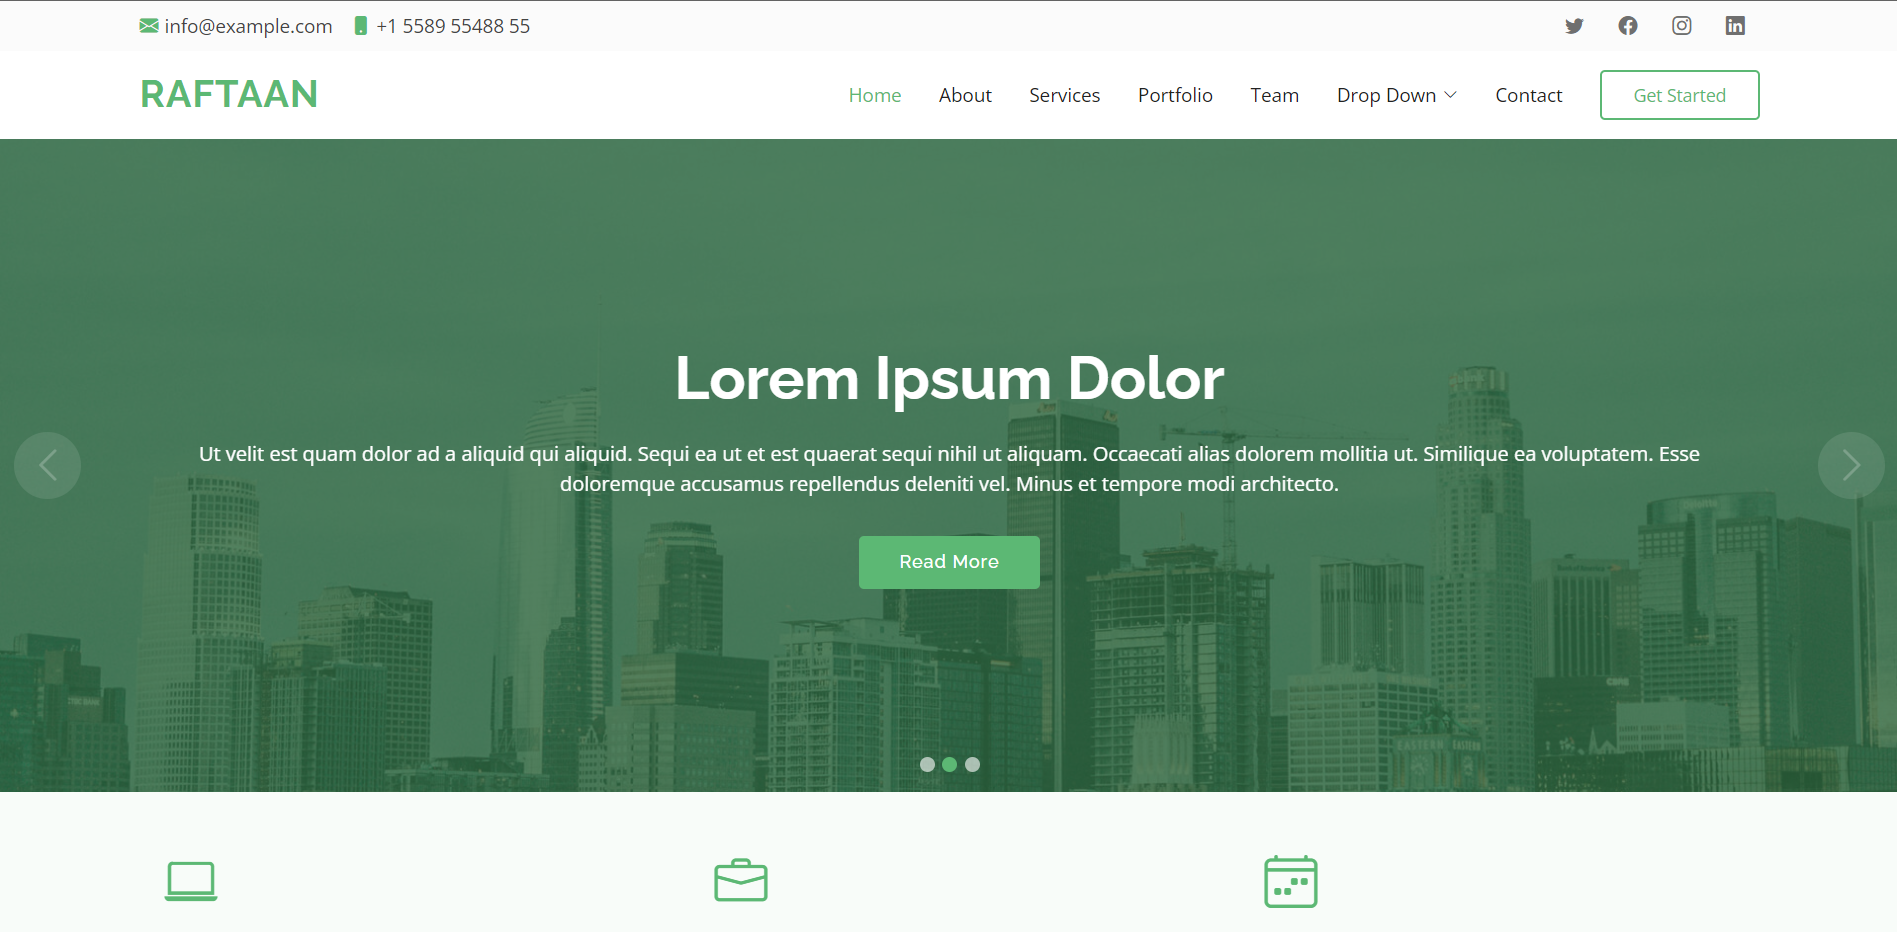 info@example.com +1 5589 55488 55
RAFTAAN
Home About Services Portfolio Team Drop Down Contact Get Started
Lorem Ipsum Dolor
Ut velit est quam dolor ad a aliquid qui aliquid. Sequi ea ut et est quaerat sequi nihil ut aliquam. Occaecati alias dolorem mollitia ut. Similique ea voluptatem. Esse
doloremque accusamus repellendus deleniti vel. Minus et tempore modi architecto.
Read More
EASTERN EASTERN